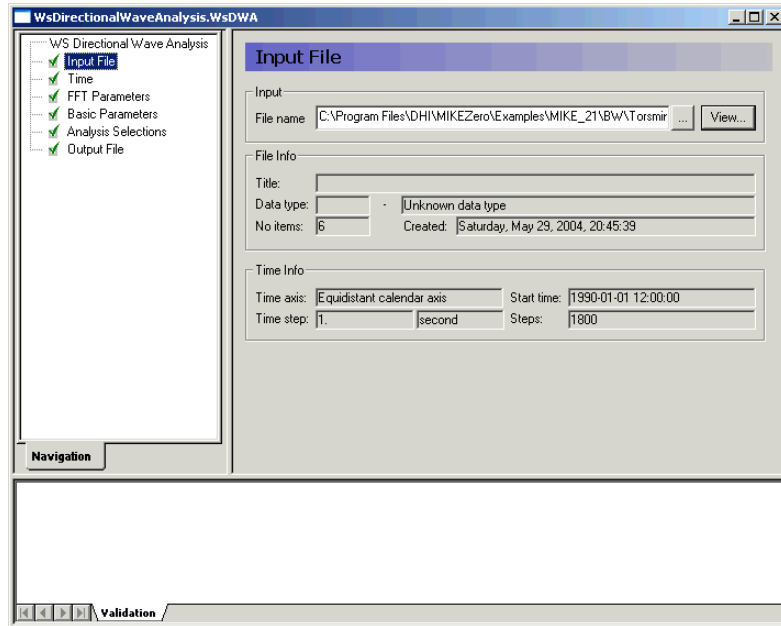 WsDirectionalWaveAnalysis.WsDWA
WS Directional Wave Analysis
Input File
Time
FFT Parameters
Basic Parameters
Analysis Selections
Output File
Navigation
Input File
Input
File name C:\Program Files\DHI\MIKEZero\Examples\MIKE_21\BW\Torsmir ... View...
File Info
Title:
Data type: - Unknown data type
No items: 6 Created: Saturday, May 29, 2004, 20:45:39
Time Info
Time axis: Equidistant calendar axis Start time: 1990-01-01 12:00:00
Time step: 1. second Steps: 1800
Validation